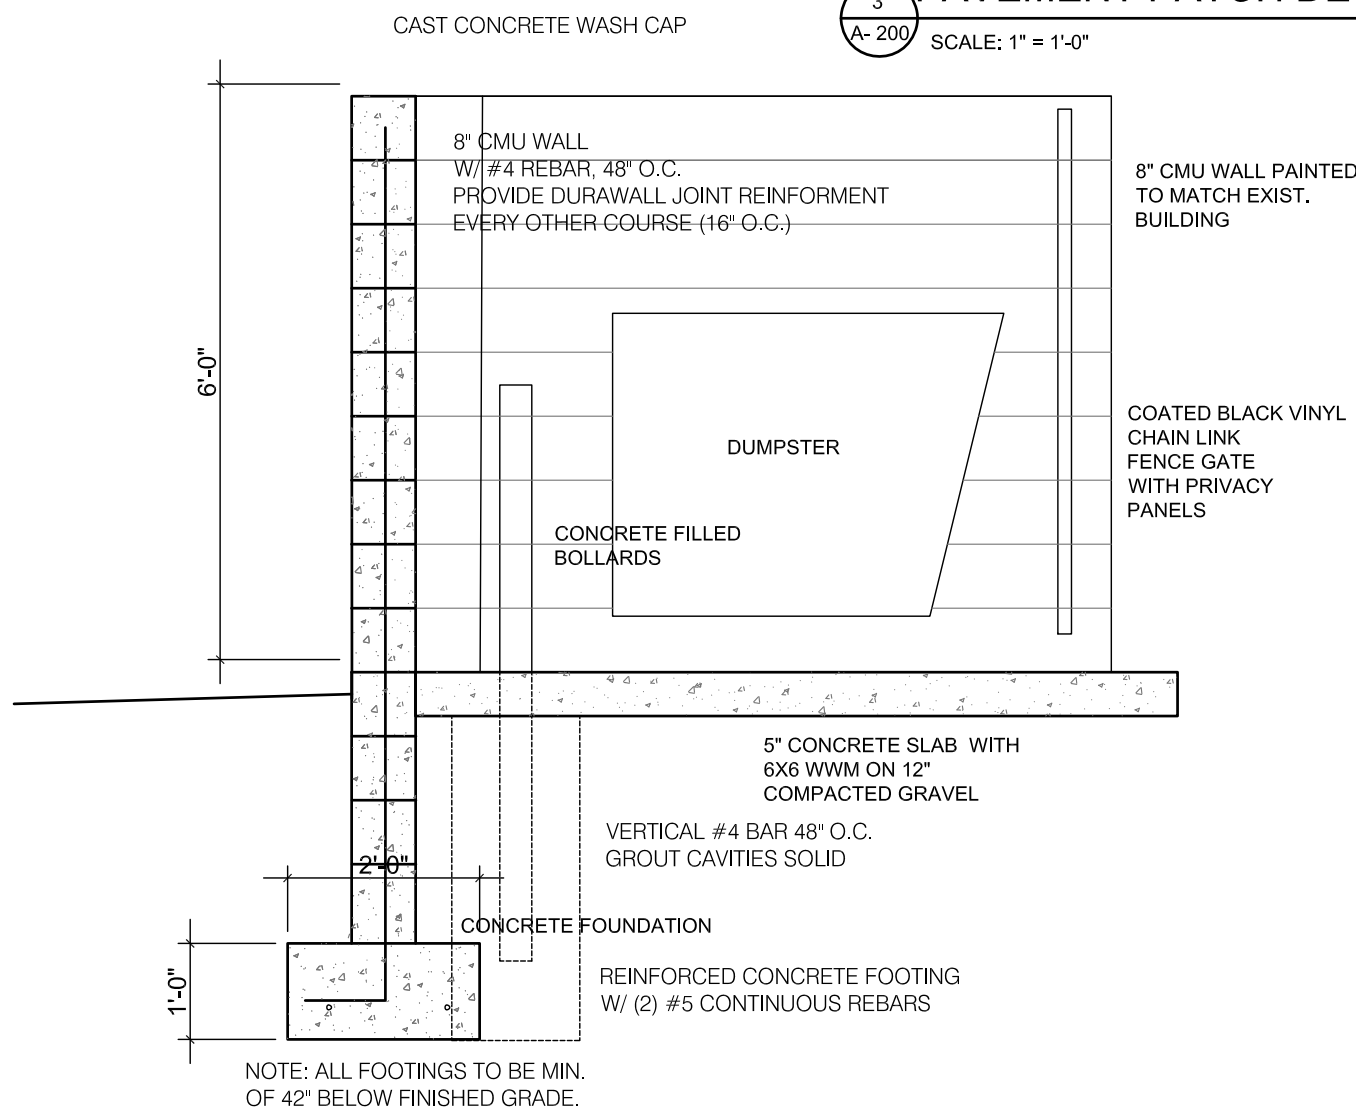 CAST CONCRETE WASH CAP
3
A- 200
SCALE: 1" = 1'-0"
8" CMU WALL
W/ #4 REBAR, 48" O.C.
PROVIDE DURAWALL JOINT REINFORMENT
EVERY OTHER COURSE (16" O.C.)
8" CMU WALL PAINTED
TO MATCH EXIST.
BUILDING
6'-0"
DUMPSTER
COATED BLACK VINYL
CHAIN LINK
FENCE GATE
WITH PRIVACY
PANELS
CONCRETE FILLED
BOLLARDS
5" CONCRETE SLAB WITH
6X6 WWM ON 12"
COMPACTED GRAVEL
VERTICAL #4 BAR 48" O.C.
GROUT CAVITIES SOLID
2'-0"
CONCRETE FOUNDATION
1'-0"
REINFORCED CONCRETE FOOTING
W/ (2) #5 CONTINUOUS REBARS
NOTE: ALL FOOTINGS TO BE MIN.
OF 42" BELOW FINISHED GRADE.